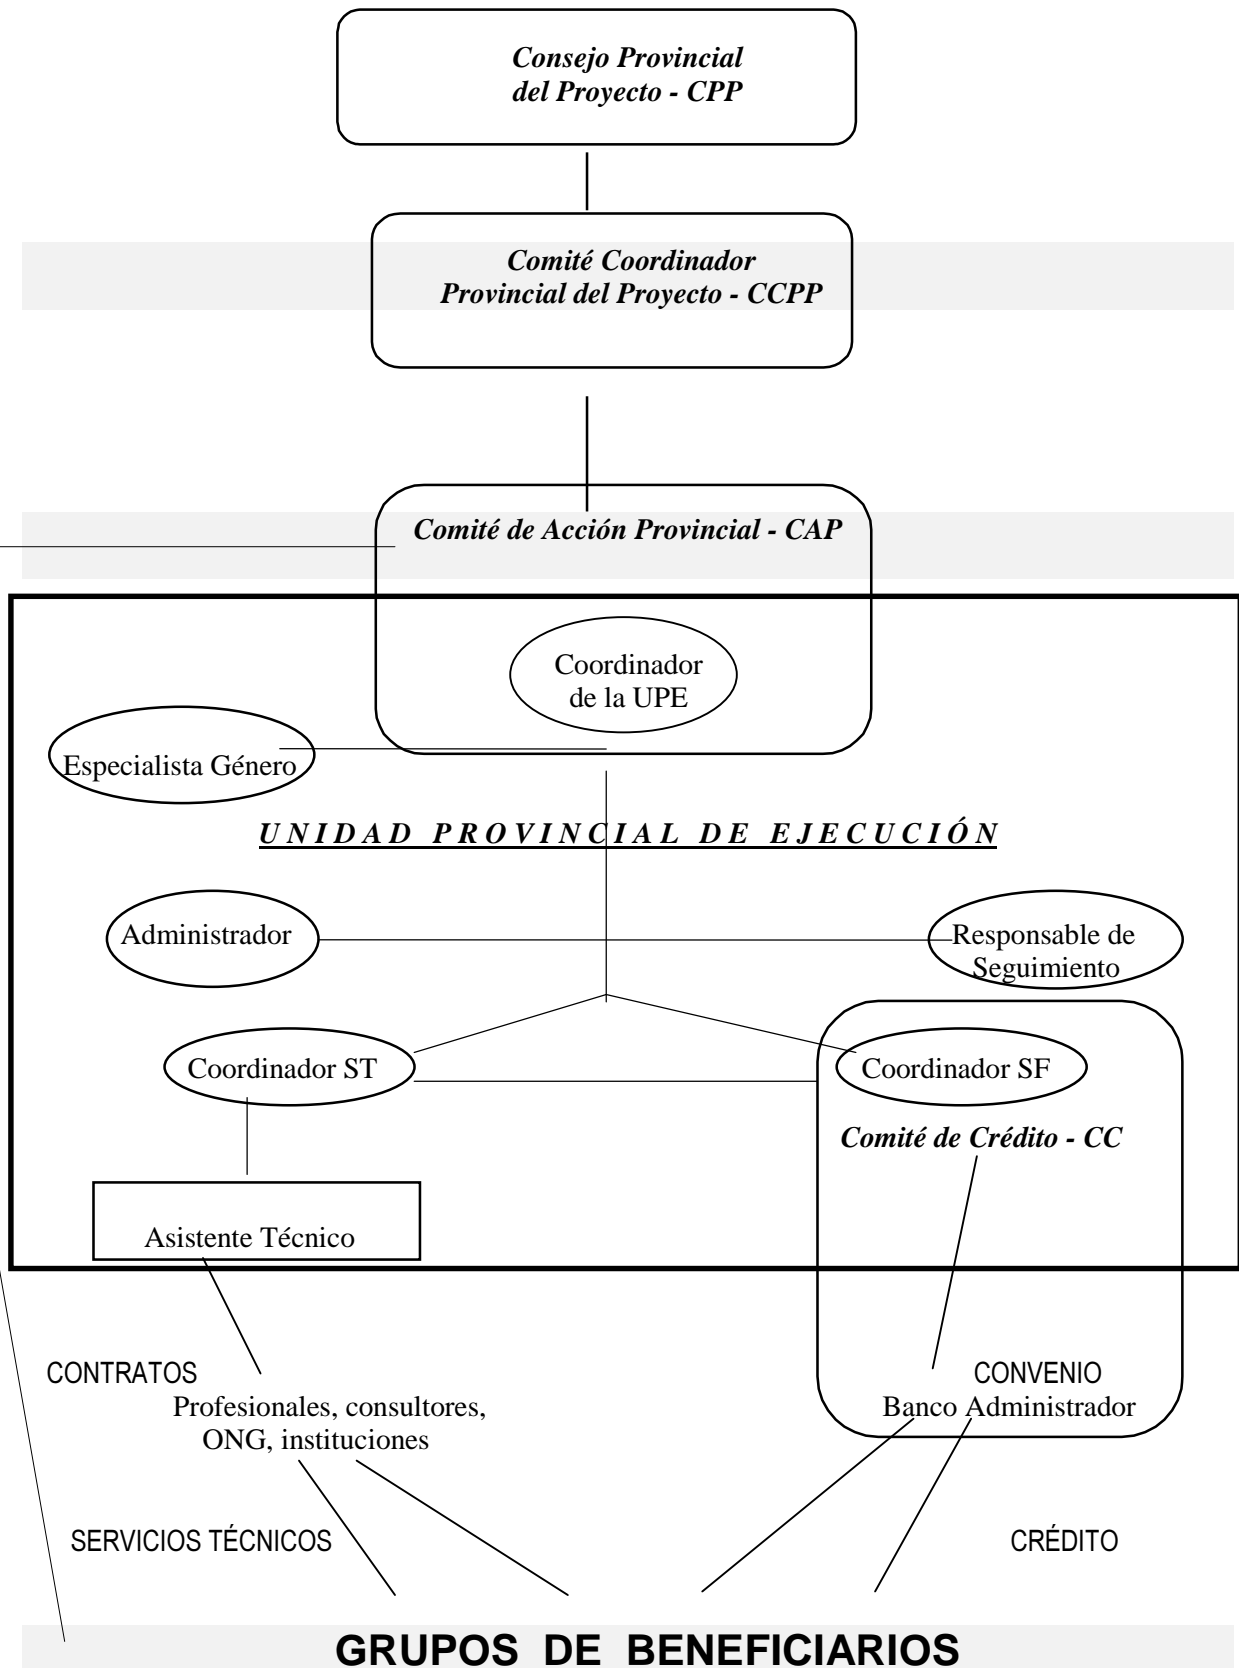 Consejo Provincial
del Proyecto - CPP
Comité Coordinador
Provincial del Proyecto - CCPP
Comité de Acción Provincial - CAP
Coordinador
de la UPE
Especialista Género
UNIDAD PROVINCIAL DE EJECUCIÓN
Administrador
Responsable de
Seguimiento
Coordinador ST
Coordinador SF
Comité de Crédito - CC
Asistente Técnico
CONTRATOS
Profesionales, consultores,
ONG, instituciones
CONVENIO
Banco Administrador
SERVICIOS TÉCNICOS
CRÉDITO
GRUPOS DE BENEFICIARIOS